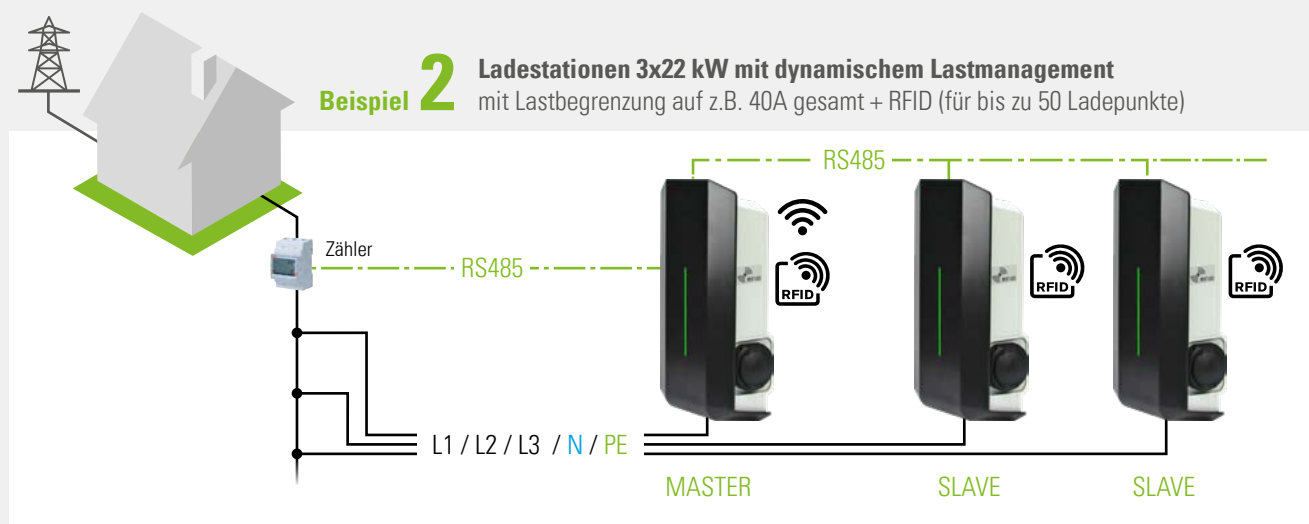 Beispiel 2
Ladestationen 3x22 kW mit dynamischem Lastmanagement
mit Lastbegrenzung auf z.B. 40A gesamt + RFID (für bis zu 50 Ladepunkte)
RS485
Zähler
RS485
RFID
RFID
RFID
L1 / L2 / L3 / N / PE
MASTER
SLAVE
SLAVE